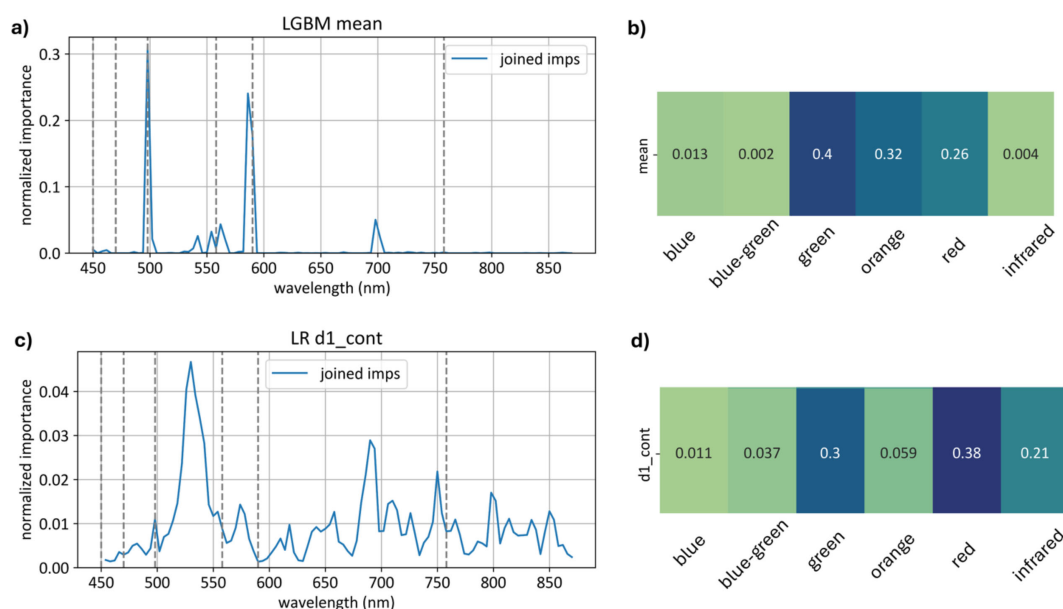 a)
LGBM mean
normalized importance
0.3
0.2
0.1
0.0
joined imps
450 500 550 600 650 700 750 800 850
wavelength (nm)
b)
mean
0.013 0.002 0.4 0.32 0.26 0.004
blue blue-green green orange red infrared
c)
LR d1_cont
normalized importance
0.04
0.03
0.02
0.01
0.00
joined imps
450 500 550 600 650 700 750 800 850
wavelength (nm)
d)
d1_cont
0.011 0.037 0.3 0.059 0.38 0.21
blue blue-green green orange red infrared